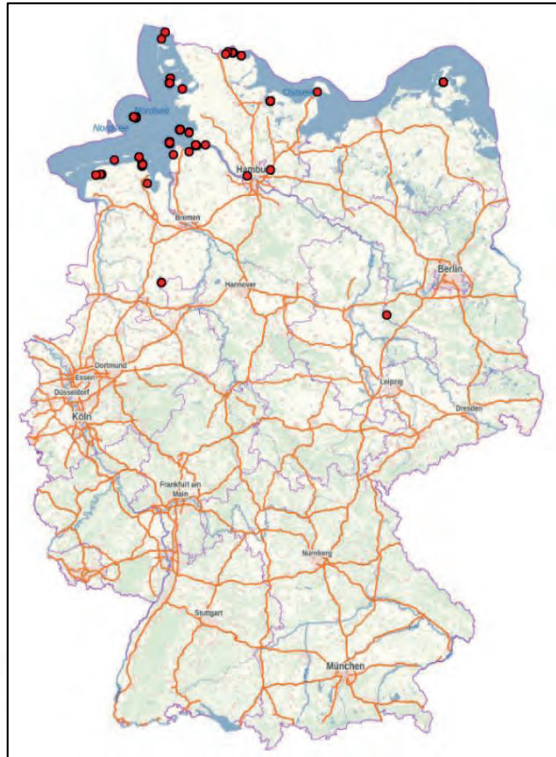 Ostsee
Nordsee
Nordsee
Hamburg
Bremen
Berlin
Hannover
Dortmund
Essen
Düsseldorf
Leipzig
Köln
Dresden
Frankfurt am
Main
Nürnberg
Stuttgart
München